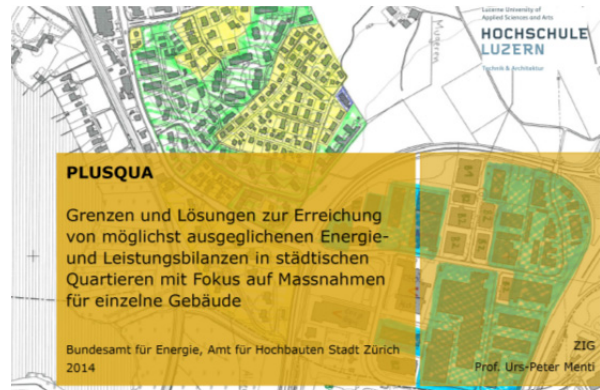 Lucerne University of
Applied Sciences and Arts
HOCHSCHULE
LUZERN
Technik & Architektur
PLUSQUA
Grenzen und Lösungen zur Erreichung
von möglichst ausgeglichenen Energie-
und Leistungsbilanzen in städtischen
Quartieren mit Fokus auf Massnahmen
für einzelne Gebäude
Bundesamt für Energie, Amt für Hochbauten Stadt Zürich
2014
ZIG
Prof. Urs-Peter Menti